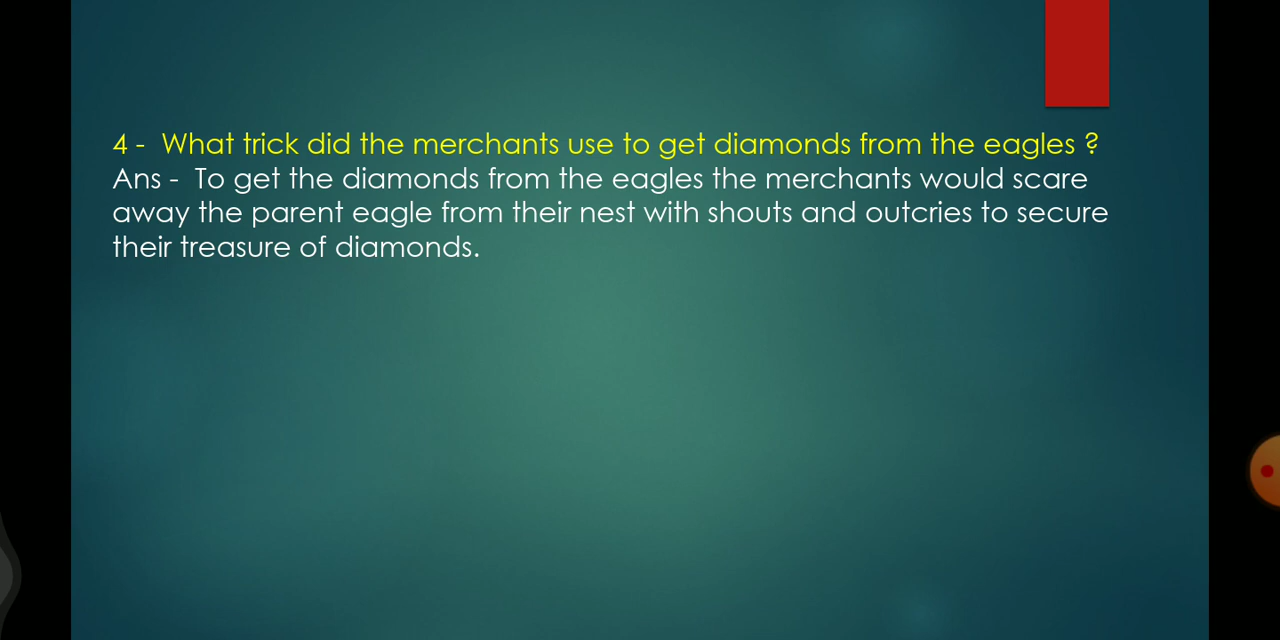 4 -  What trick did the merchants use to get diamonds from the eagles ?
Ans -  To get the diamonds from the eagles the merchants would scare
away the parent eagle from their nest with shouts and outcries to secure
their treasure of diamonds.